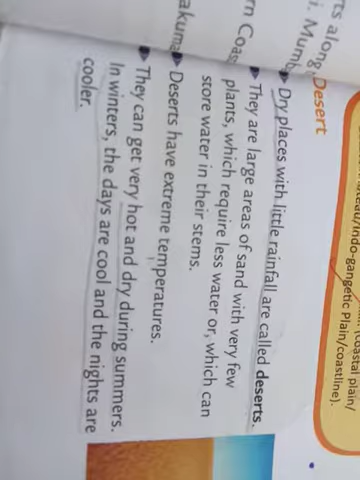 rts along
i. Mumb
rn Coas
akuma
Desert
Dry places with little rainfall are called deserts.
They are large areas of sand with very few
plants, which require less water or, which can
store water in their stems.
Deserts have extreme temperatures.
They can get very hot and dry during summers.
In winters, the days are cool and the nights are
cooler.
/Indo-gangetic Plain/coastline).
coastal plain/